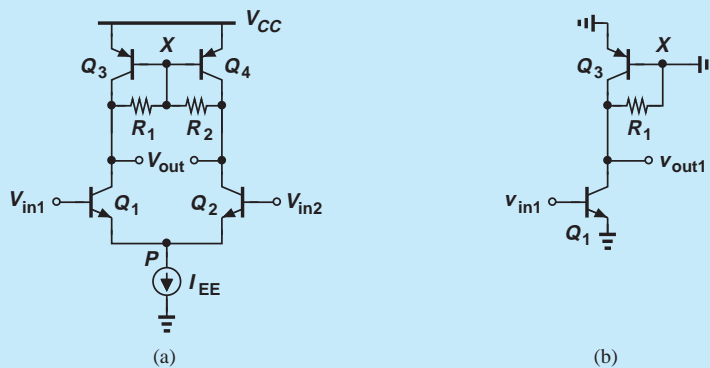 V_CC
X
Q_3
Q_4
R_1
R_2
V_out
V_in1
Q_1
Q_2
V_in2
P
I_EE
(a)
X
Q_3
R_1
v_out1
v_in1
Q_1
(b)